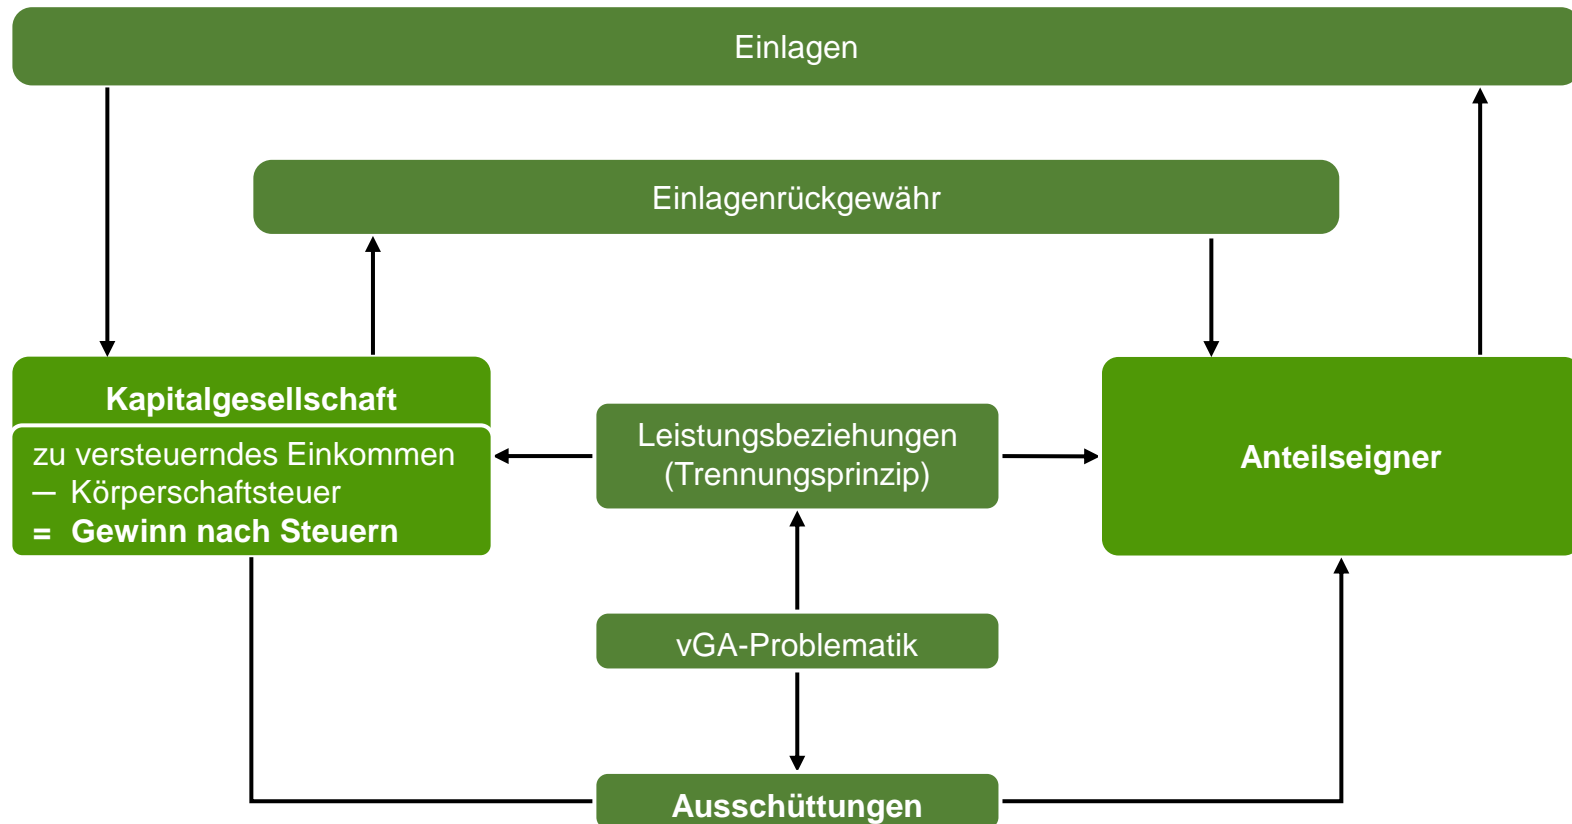 Einlagen
Einlagenrückgewähr
Kapitalgesellschaft
zu versteuerndes Einkommen
– Körperschaftsteuer
= Gewinn nach Steuern
Leistungsbeziehungen
(Trennungsprinzip)
Anteilseigner
vGA-Problematik
Ausschüttungen